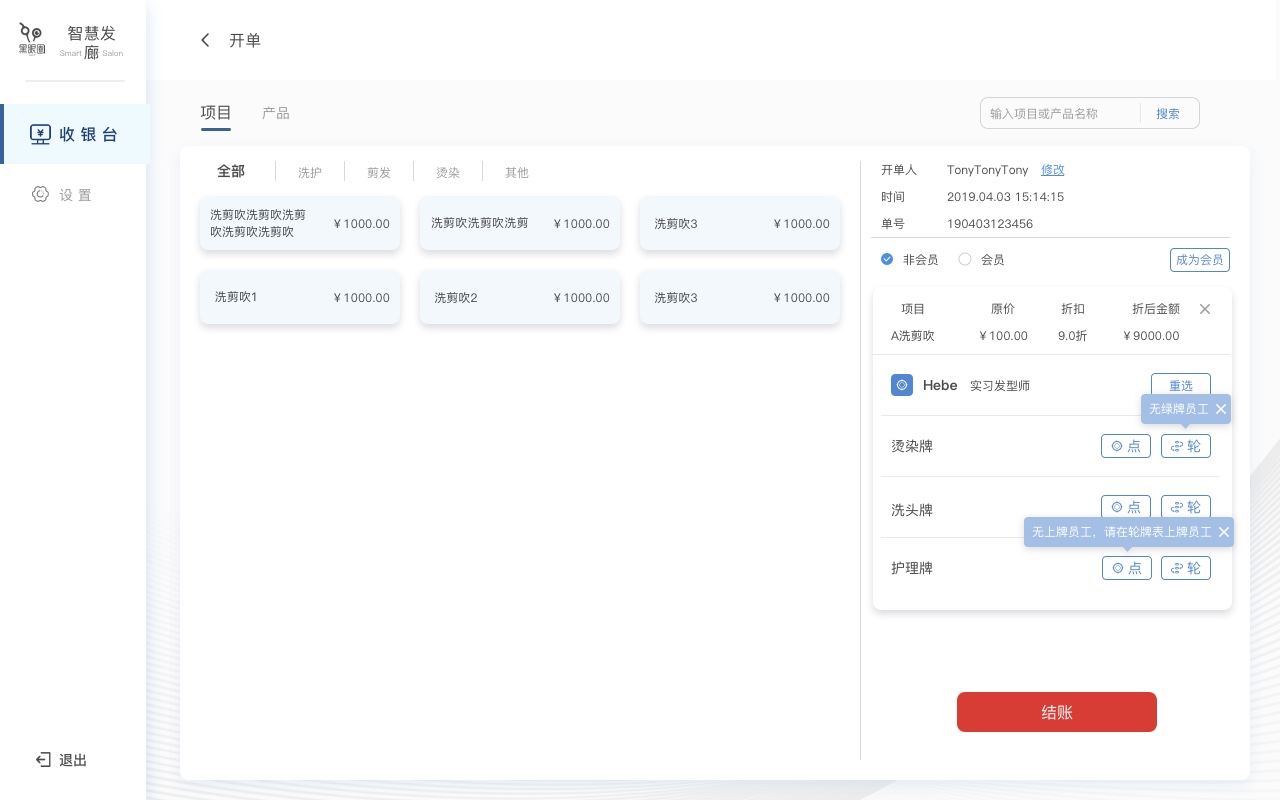 智慧发
Smart 廊 Salon
黑眼圈
收银台
设置
退出
开单
项目
产品
输入项目或产品名称
搜索
全部
洗护
剪发
烫染
其他
洗剪吹洗剪吹洗剪
吹洗剪吹洗剪吹
¥ 1000.00
洗剪吹洗剪吹洗剪
¥ 1000.00
洗剪吹3
¥ 1000.00
洗剪吹1
¥ 1000.00
洗剪吹2
¥ 1000.00
洗剪吹3
¥ 1000.00
开单人 TonyTonyTony 修改
时间 2019.04.03 15:14:15
单号 190403123456
非会员 会员 成为会员
项目 原价 折扣 折后金额
A洗剪吹 ¥ 100.00 9.0折 ¥ 9000.00
Hebe 实习发型师 重选
无绿牌员工
烫染牌 点 轮
洗头牌 点 轮
无上牌员工，请在轮牌表上牌员工
护理牌 点 轮
结账